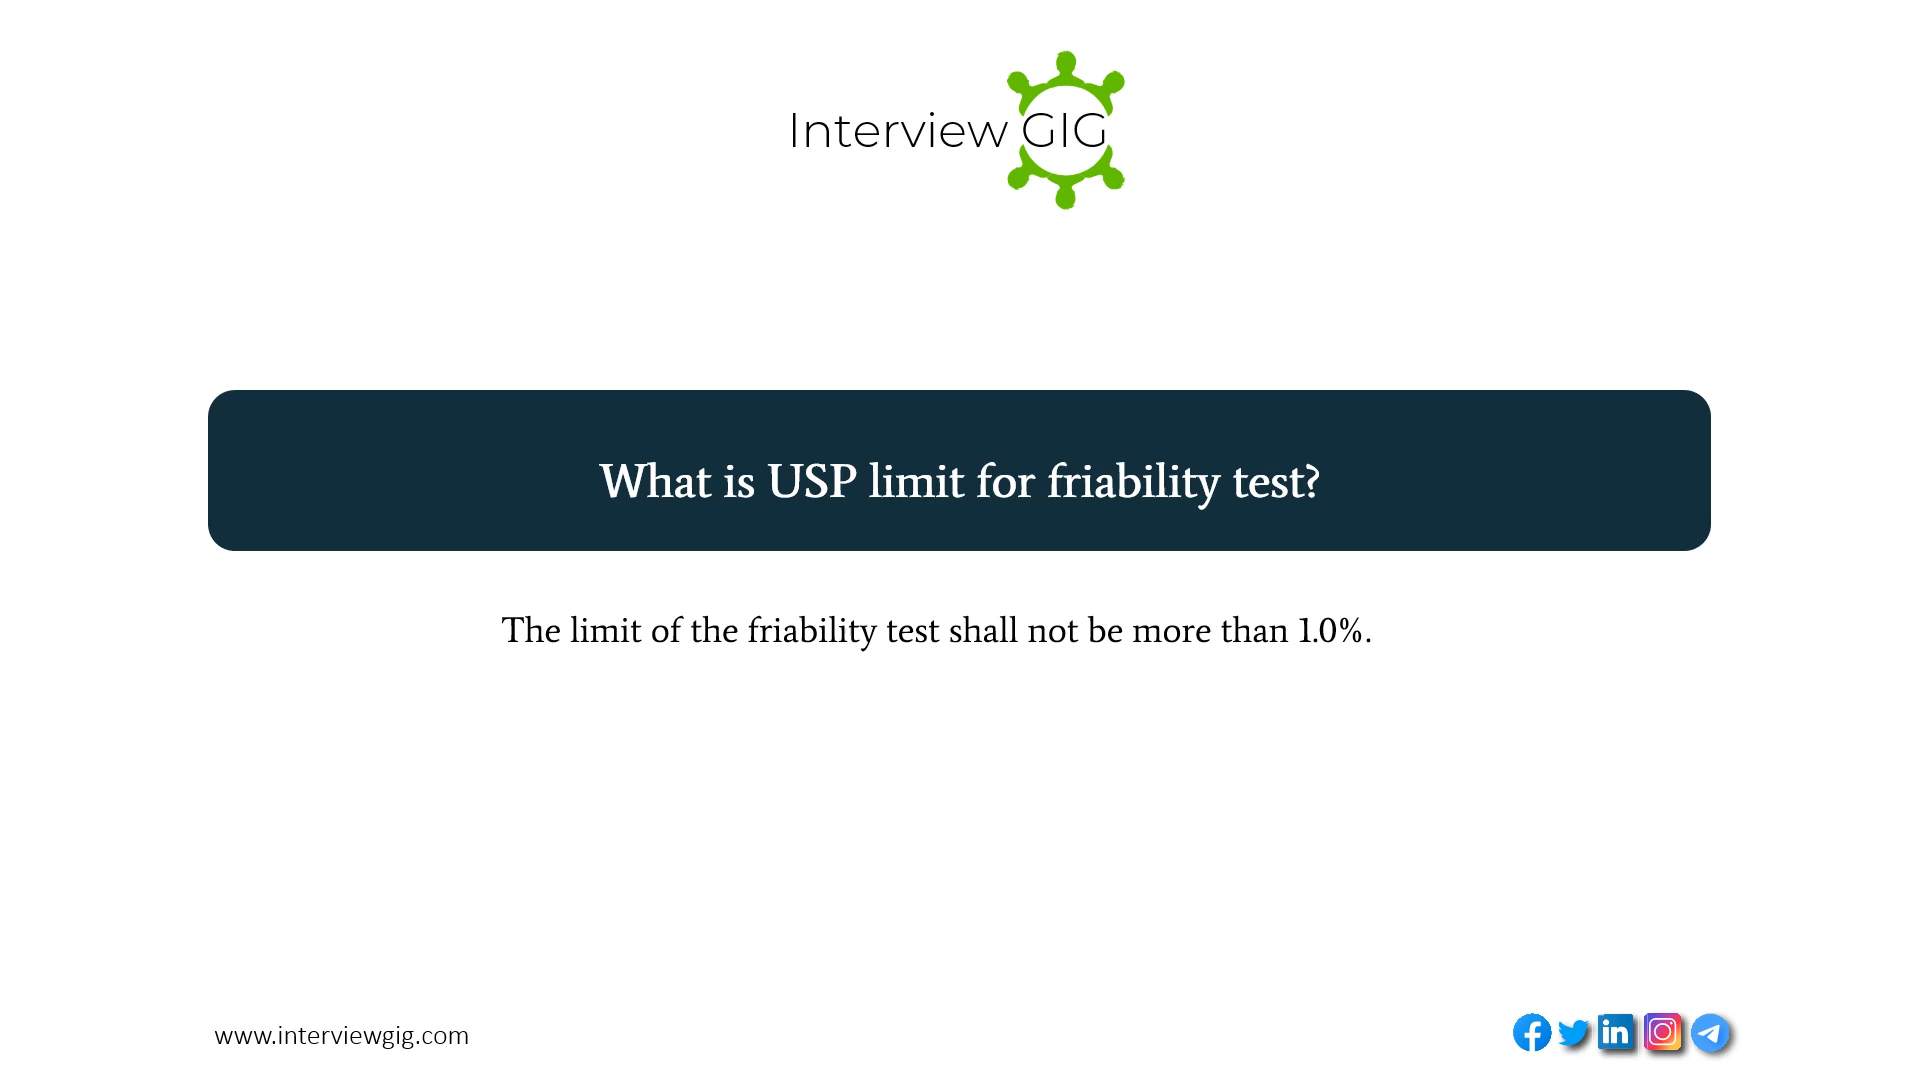 Interview GIG
What is USP limit for friability test?
The limit of the friability test shall not be more than 1.0%.
www.interviewgig.com